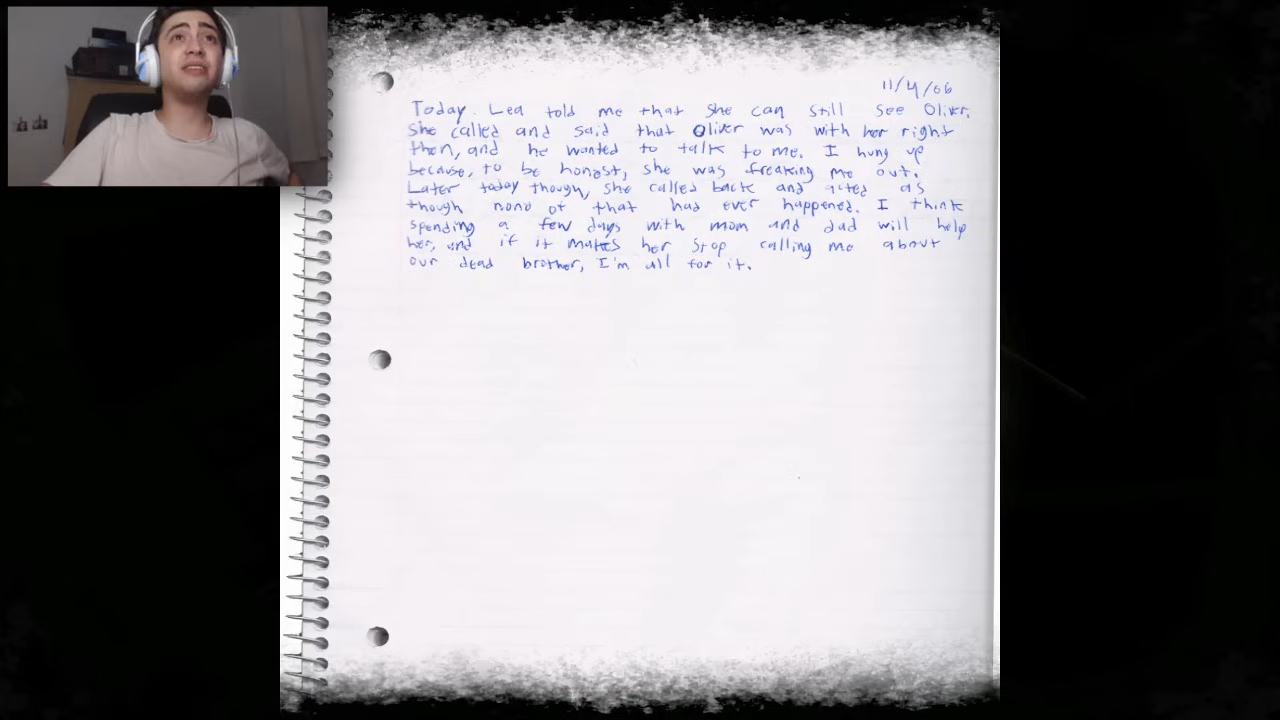 11/4/06
Today Lea told me that she can still see Oliver.
She called and said that Oliver was with her right
then, and he wanted to talk to me. I hung up
because, to be honest, she was freaking me out.
Later today though, she called back and acted as
though none of that had ever happened. I think
spending a few days with mom and dad will help
her, and if it makes her stop calling me about
our dead brother, I'm all for it.